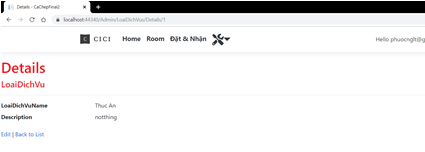 Details - CaChepFinal2
localhost:44340/Admin/LoaiDichVus/Details/1
CICI Home Room Đặt & Nhận Hello phuocnglt@g
Details
LoaiDichVu
LoaiDichVuName Thuc An
Description notthing
Edit | Back to List